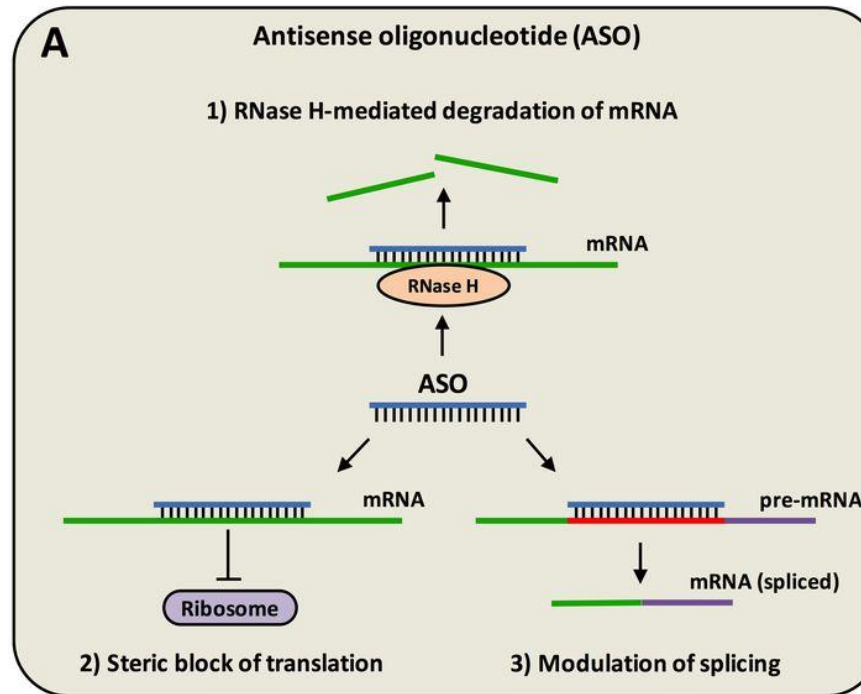 A
Antisense oligonucleotide (ASO)
1) RNase H-mediated degradation of mRNA
mRNA
RNase H
ASO
mRNA
pre-mRNA
Ribosome
mRNA (spliced)
2) Steric block of translation
3) Modulation of splicing